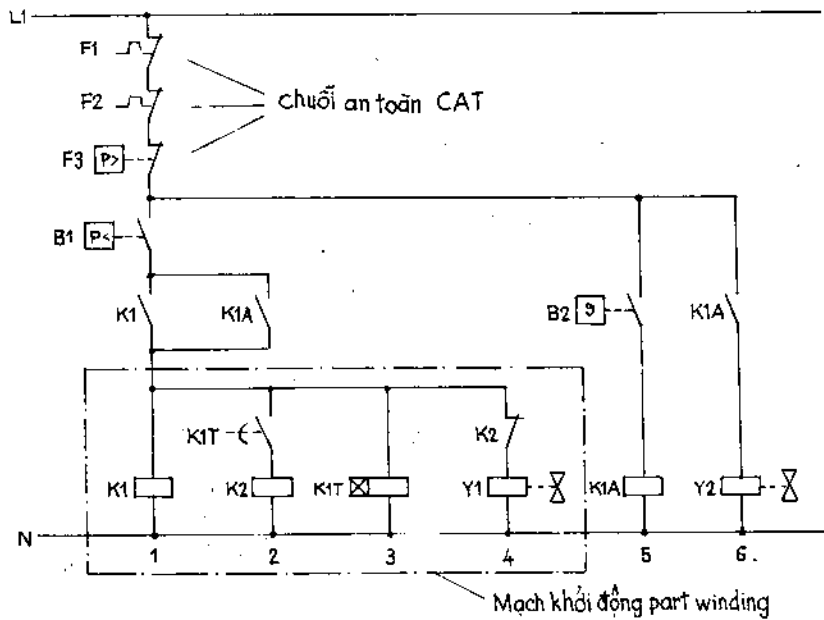 L1
F1
F2
chuỗi an toàn CAT
F3 P>
B1 P<
K1 K1A B2 ϑ K1A
K1T K2
K1 K2 K1T Y1 K1A Y2
N 1 2 3 4 5 6.
Mạch khởi động part winding